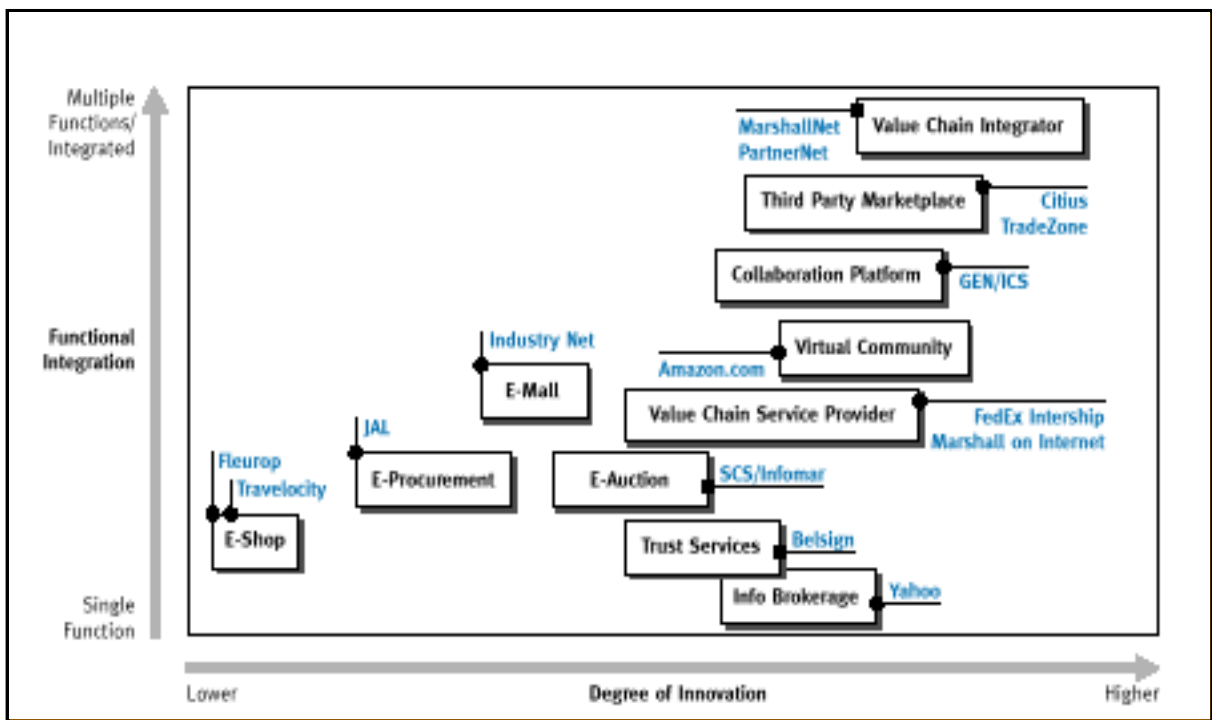 Multiple
Functions/
Integrated
MarshallNet
PartnerNet
Value Chain Integrator
Third Party Marketplace
Citius
TradeZone
Collaboration Platform
GEN/ICS
Functional
Integration
Industry Net
E-Mall
Virtual Community
Amazon.com
Value Chain Service Provider
FedEx Intership
Marshall on Internet
JAL
E-Procurement
E-Auction
SCS/Infomar
Fleurop
Travelocity
E-Shop
Trust Services
Belsign
Info Brokerage
Yahoo
Single
Function
Lower
Degree of Innovation
Higher